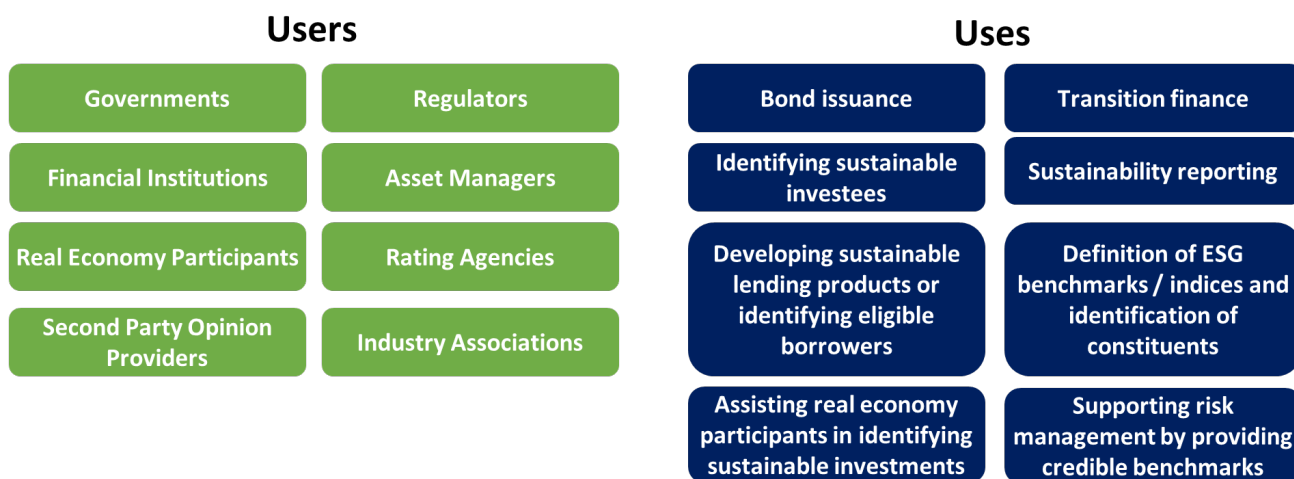 Users
Governments
Regulators
Financial Institutions
Asset Managers
Real Economy Participants
Rating Agencies
Second Party Opinion
Providers
Industry Associations
Uses
Bond issuance
Transition finance
Identifying sustainable
investees
Sustainability reporting
Developing sustainable
lending products or
identifying eligible
borrowers
Definition of ESG
benchmarks / indices and
identification of
constituents
Assisting real economy
participants in identifying
sustainable investments
Supporting risk
management by providing
credible benchmarks